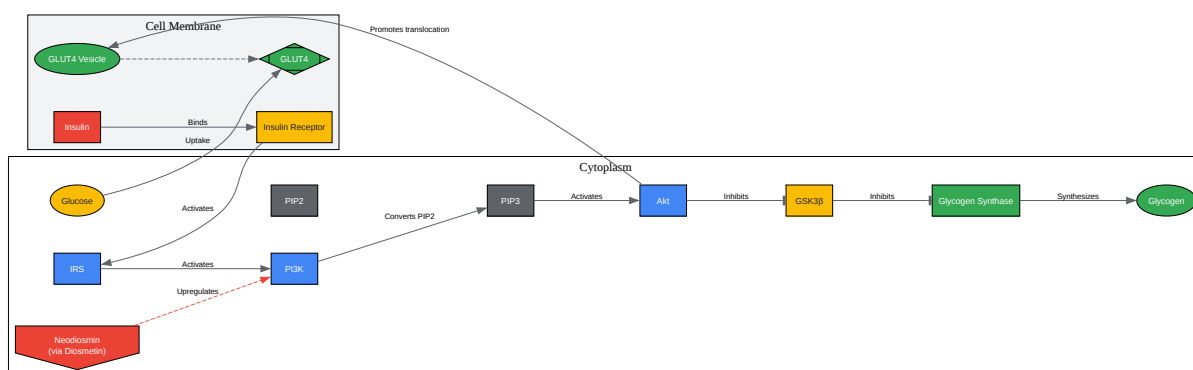 Cell Membrane
Promotes translocation
GLUT4 Vesicle
GLUT4
Insulin
Binds
Insulin Receptor
Uptake
Cytoplasm
Glucose
PIP2
PIP3
Activates
Akt
Inhibits
GSK3β
Inhibits
Glycogen Synthase
Synthesizes
Glycogen
Activates
Converts PIP2
IRS
Activates
PI3K
Upregulates
Neodiosmin
(via Diosmetin)